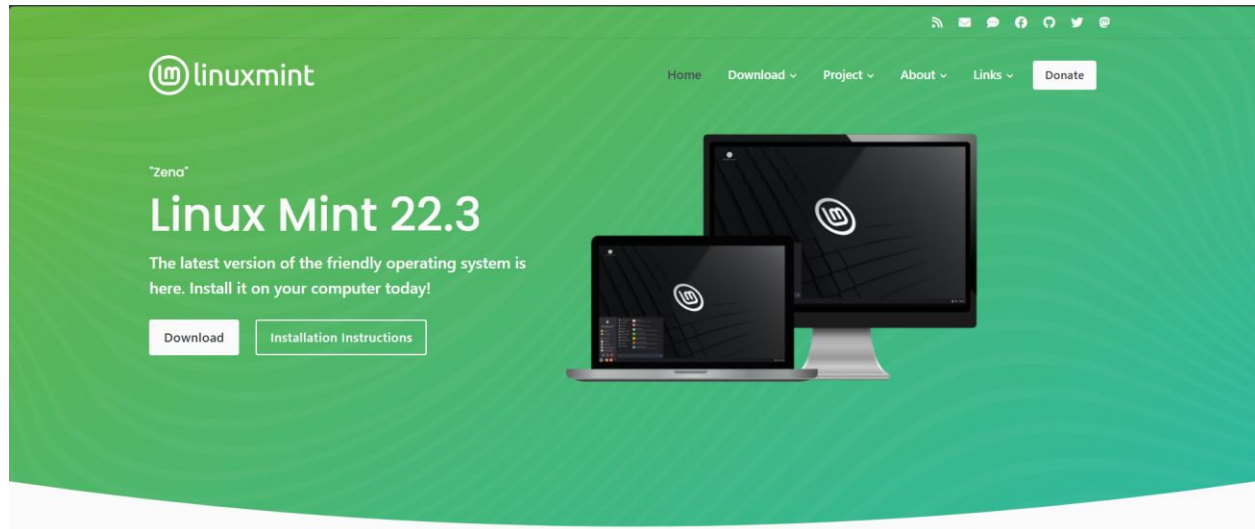 linuxmint
Home Download Project About Links Donate
"Zena"
Linux Mint 22.3
The latest version of the friendly operating system is
here. Install it on your computer today!
Download Installation Instructions